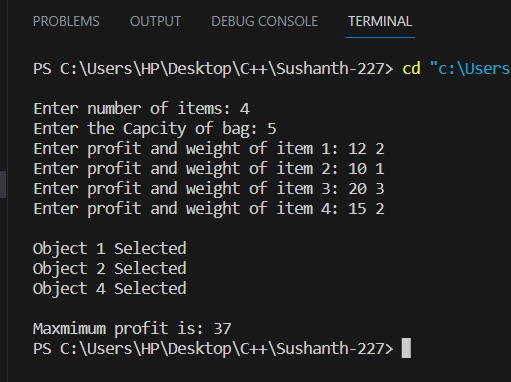 PROBLEMS OUTPUT DEBUG CONSOLE TERMINAL
PS C:\Users\HP\Desktop\C++\Sushanth-227> cd "c:\Users
Enter number of items: 4
Enter the Capcity of bag: 5
Enter profit and weight of item 1: 12 2
Enter profit and weight of item 2: 10 1
Enter profit and weight of item 3: 20 3
Enter profit and weight of item 4: 15 2
Object 1 Selected
Object 2 Selected
Object 4 Selected
Maxmimum profit is: 37
PS C:\Users\HP\Desktop\C++\Sushanth-227>